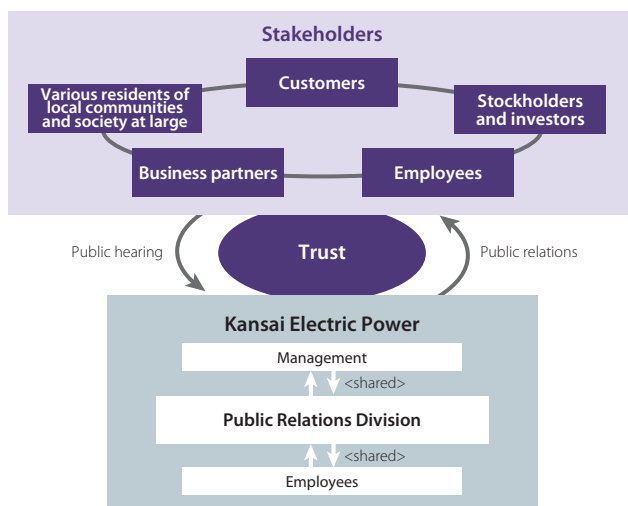 Stakeholders
Customers
Various residents of
local communities
and society at large
Stockholders
and investors
Business partners
Employees
Public hearing
Trust
Public relations
Kansai Electric Power
Management
<shared>
Public Relations Division
<shared>
Employees